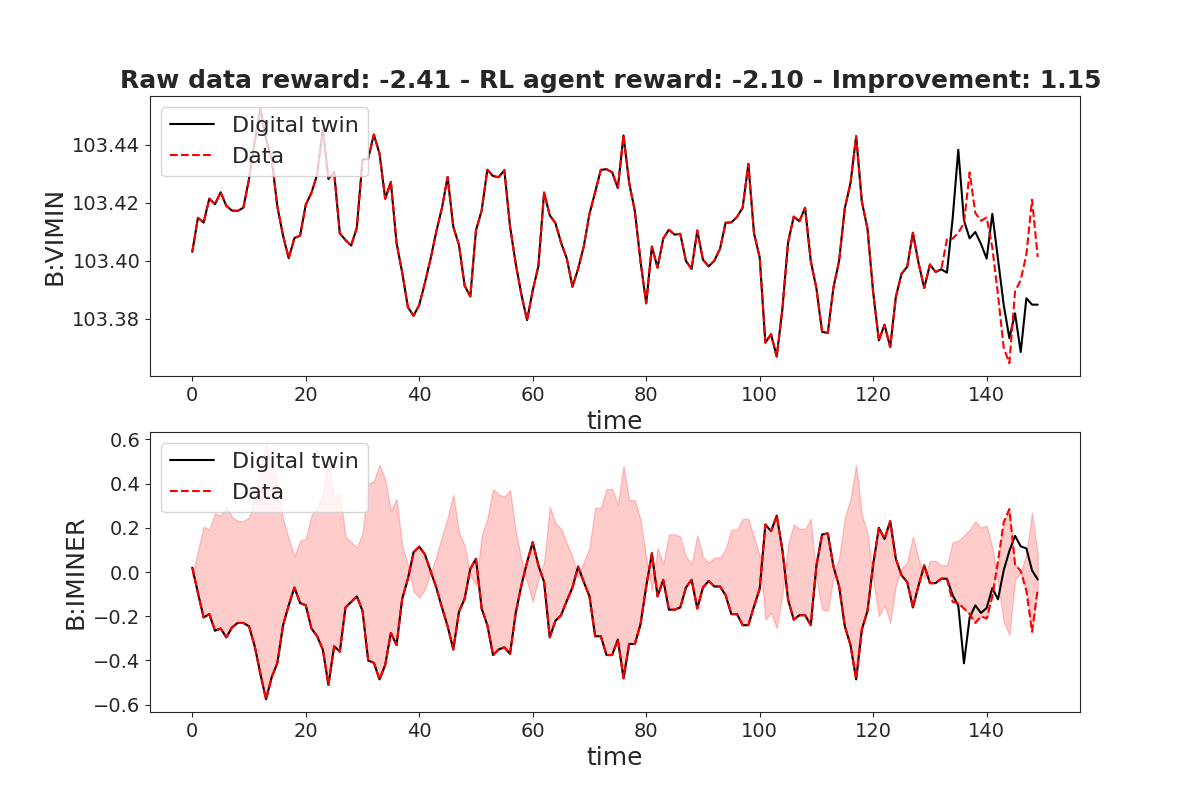 Raw data reward: -2.41 - RL agent reward: -2.10 - Improvement: 1.15
Digital twin
Data
103.44
103.42
103.40
103.38
B:VIMIN
0 20 40 60 80 100 120 140
time
Digital twin
Data
0.6
0.4
0.2
0.0
−0.2
−0.4
−0.6
B:IMINER
0 20 40 60 80 100 120 140
time